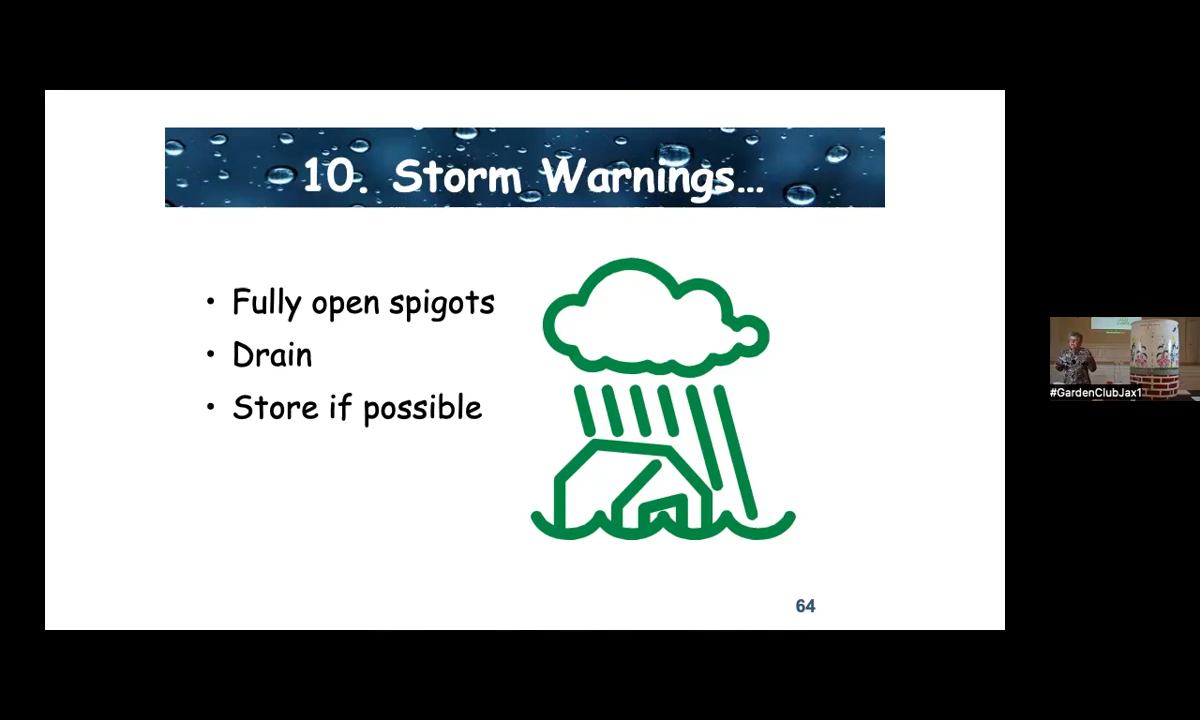 10. Storm Warnings...
• Fully open spigots
• Drain
• Store if possible
64
#GardenClubJax1